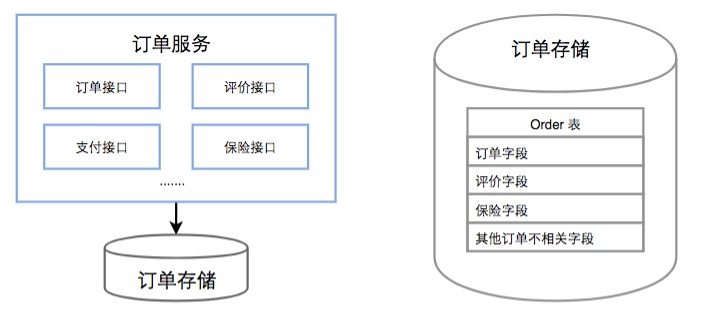 订单服务
订单接口
评价接口
支付接口
保险接口
.......
订单存储
订单存储
Order 表
订单字段
评价字段
保险字段
其他订单不相关字段